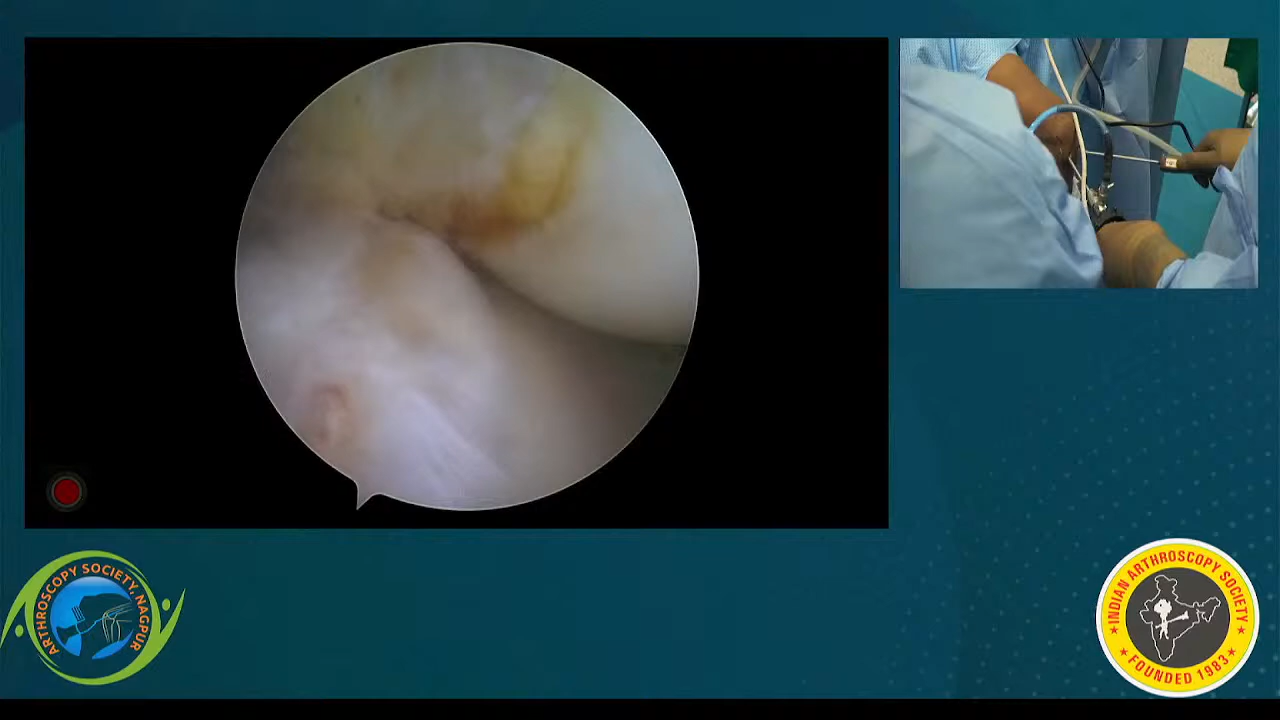 ARTHROSCOPY SOCIETY, NAGPUR
INDIAN ARTHROSCOPY SOCIETY
FOUNDED 1983